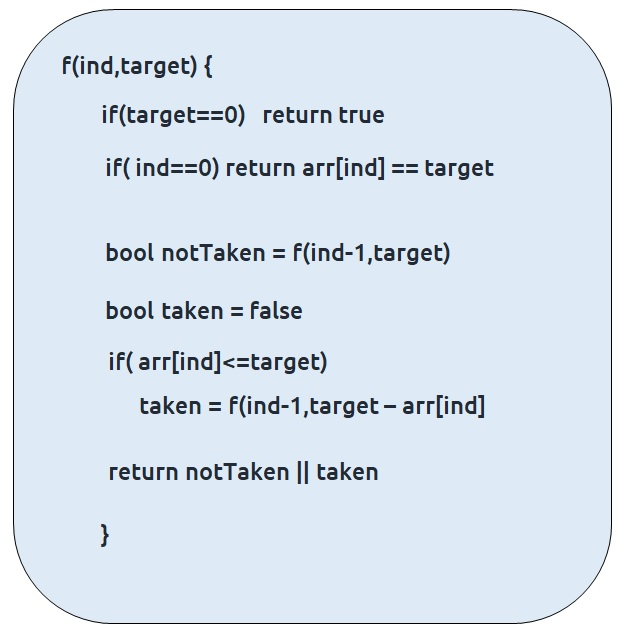 f(ind,target) {
if(target==0) return true
if( ind==0) return arr[ind] == target
bool notTaken = f(ind-1,target)
bool taken = false
if( arr[ind]<=target)
taken = f(ind-1,target – arr[ind]
return notTaken || taken
}